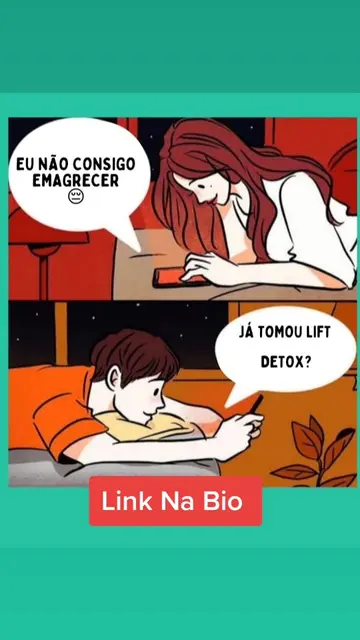 EU NÃO CONSIGO
EMAGRECER
😔
JÁ TOMOU LIFT
DETOX?
Link Na Bio